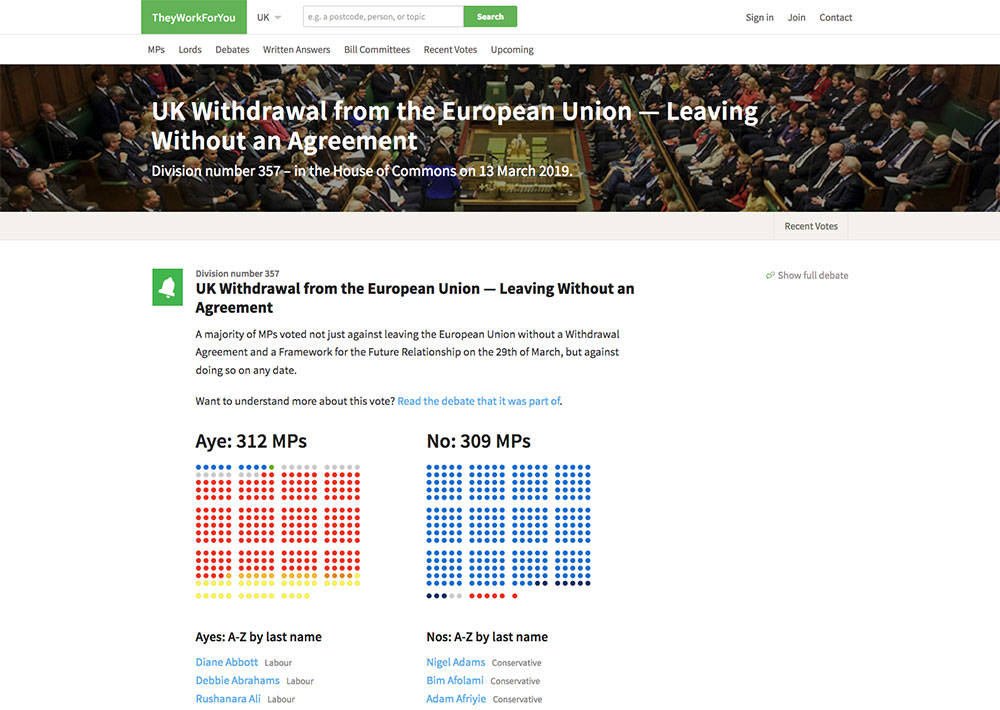 TheyWorkForYou UK e.g. a postcode, person, or topic Search Sign in Join Contact
MPs Lords Debates Written Answers Bill Committees Recent Votes Upcoming
UK Withdrawal from the European Union — Leaving
Without an Agreement
Division number 357 – in the House of Commons on 13 March 2019.
Recent Votes
Division number 357
Show full debate
UK Withdrawal from the European Union — Leaving Without an
Agreement
A majority of MPs voted not just against leaving the European Union without a Withdrawal
Agreement and a Framework for the Future Relationship on the 29th of March, but against
doing so on any date.
Want to understand more about this vote? Read the debate that it was part of.
Aye: 312 MPs
No: 309 MPs
Ayes: A-Z by last name
Diane Abbott Labour
Debbie Abrahams Labour
Rushanara Ali Labour
Nos: A-Z by last name
Nigel Adams Conservative
Bim Afolami Conservative
Adam Afriyie Conservative